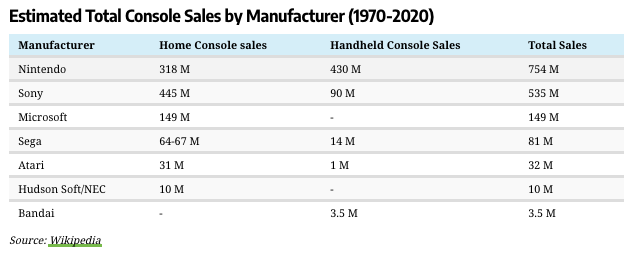 Estimated Total Console Sales by Manufacturer (1970-2020)
Manufacturer Home Console sales Handheld Console Sales Total Sales
Nintendo 318 M 430 M 754 M
Sony 445 M 90 M 535 M
Microsoft 149 M - 149 M
Sega 64-67 M 14 M 81 M
Atari 31 M 1 M 32 M
Hudson Soft/NEC 10 M - 10 M
Bandai - 3.5 M 3.5 M
Source: Wikipedia